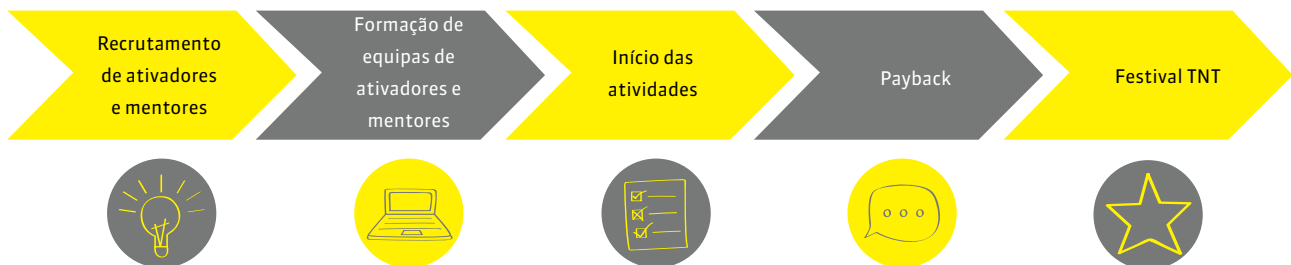 Recrutamento
de ativadores
e mentores
Formação de
equipas de
ativadores e
mentores
Início das
atividades
Payback
Festival TNT